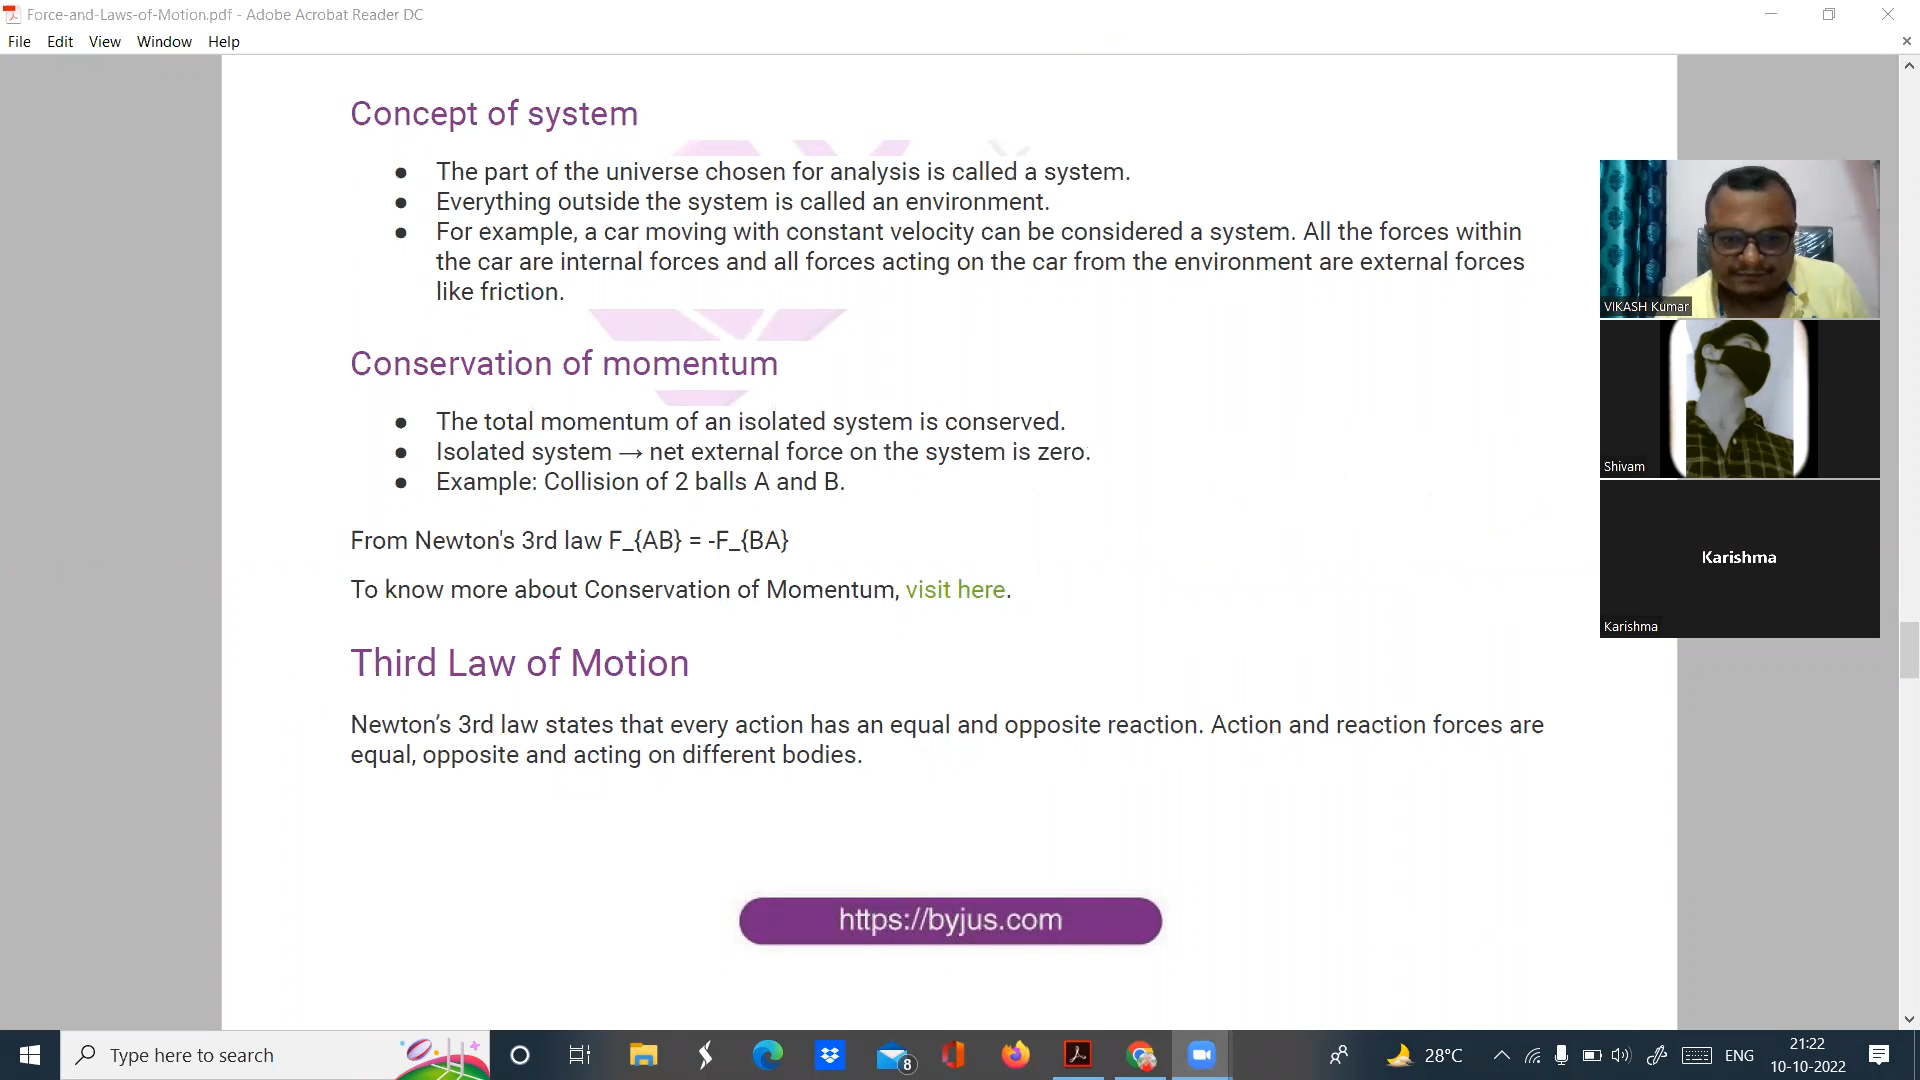 Force-and-Laws-of-Motion.pdf - Adobe Acrobat Reader DC
File Edit View Window Help
Concept of system
● The part of the universe chosen for analysis is called a system.
● Everything outside the system is called an environment.
● For example, a car moving with constant velocity can be considered a system. All the forces within
the car are internal forces and all forces acting on the car from the environment are external forces
like friction.
VIKASH Kumar
Conservation of momentum
● The total momentum of an isolated system is conserved.
● Isolated system → net external force on the system is zero.
● Example: Collision of 2 balls A and B.
Shivam
From Newton's 3rd law F_{AB} = -F_{BA}
To know more about Conservation of Momentum, visit here.
Karishma
Karishma
Third Law of Motion
Newton’s 3rd law states that every action has an equal and opposite reaction. Action and reaction forces are
equal, opposite and acting on different bodies.
https://byjus.com
Type here to search
8
28°C
ENG
21:22
10-10-2022